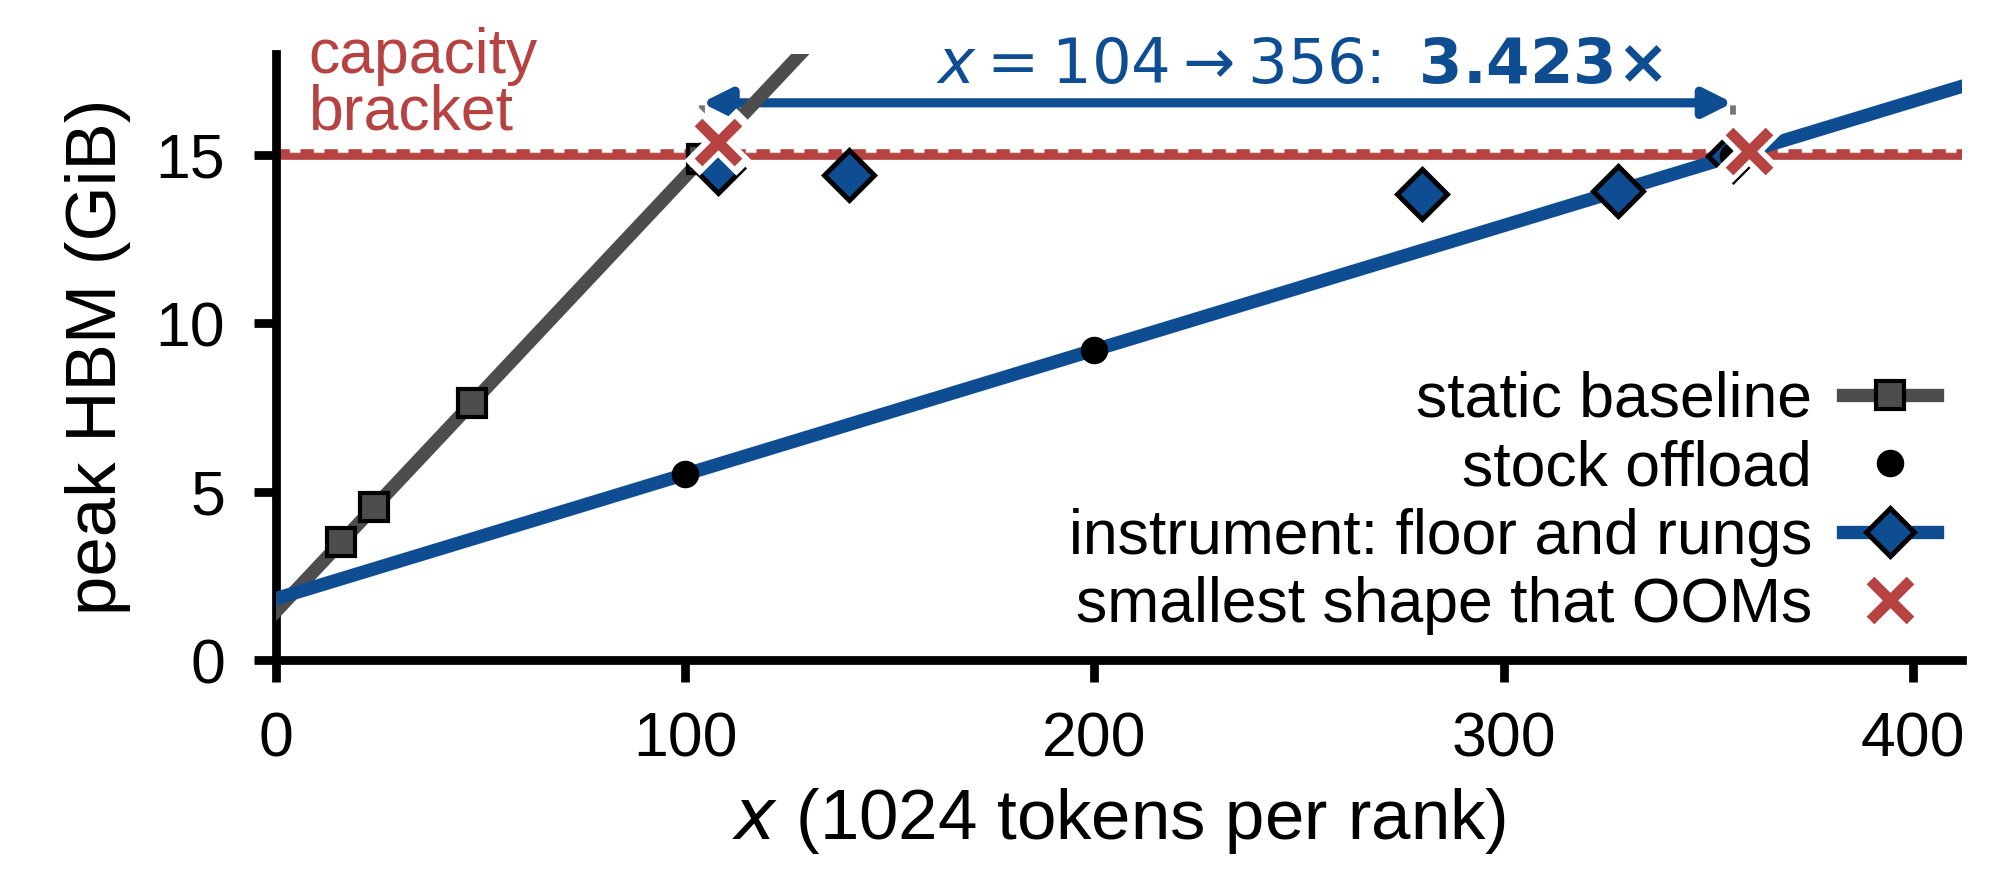 capacity
bracket
x = 104 → 356: 3.423×
peak HBM (GiB)
15
10
5
0
static baseline
stock offload
instrument: floor and rungs
smallest shape that OOMs
0 100 200 300 400
x (1024 tokens per rank)